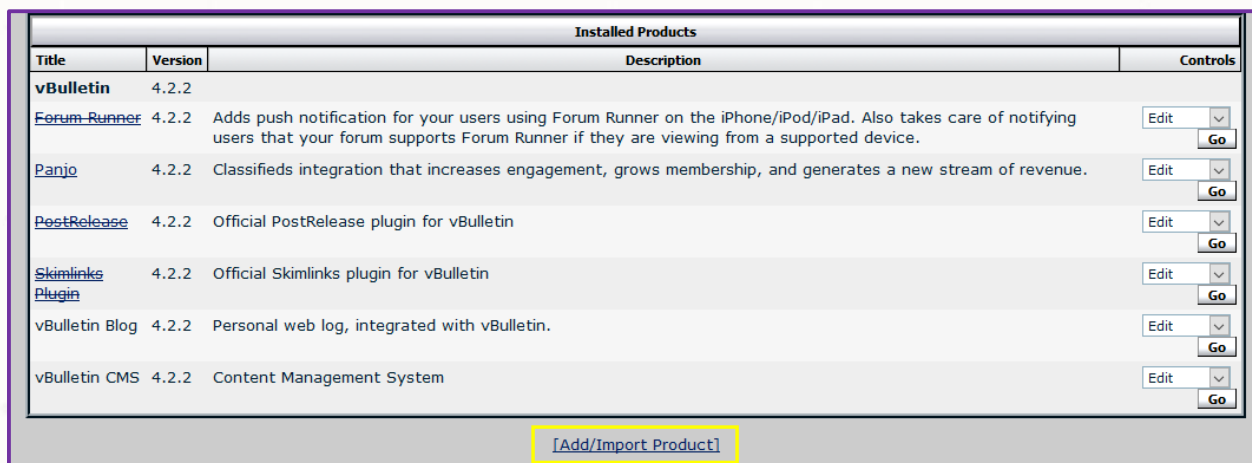 Installed Products
Title Version Description Controls
vBulletin 4.2.2
Forum Runner 4.2.2 Adds push notification for your users using Forum Runner on the iPhone/iPod/iPad. Also takes care of notifying Edit
users that your forum supports Forum Runner if they are viewing from a supported device. Go
Panjo 4.2.2 Classifieds integration that increases engagement, grows membership, and generates a new stream of revenue. Edit
Go
PostRelease 4.2.2 Official PostRelease plugin for vBulletin Edit
Go
Skimlinks 4.2.2 Official Skimlinks plugin for vBulletin Edit
Plugin Go
vBulletin Blog 4.2.2 Personal web log, integrated with vBulletin. Edit
Go
vBulletin CMS 4.2.2 Content Management System Edit
Go
[Add/Import Product]